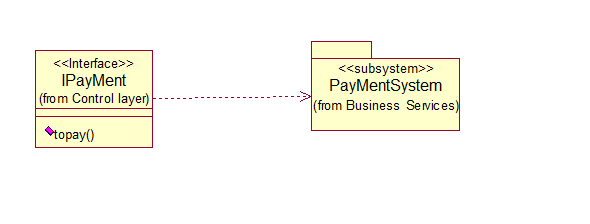 <<Interface>>
IPayMent
(from Control layer)
topay()
<<subsystem>>
PayMentSystem
(from Business Services)